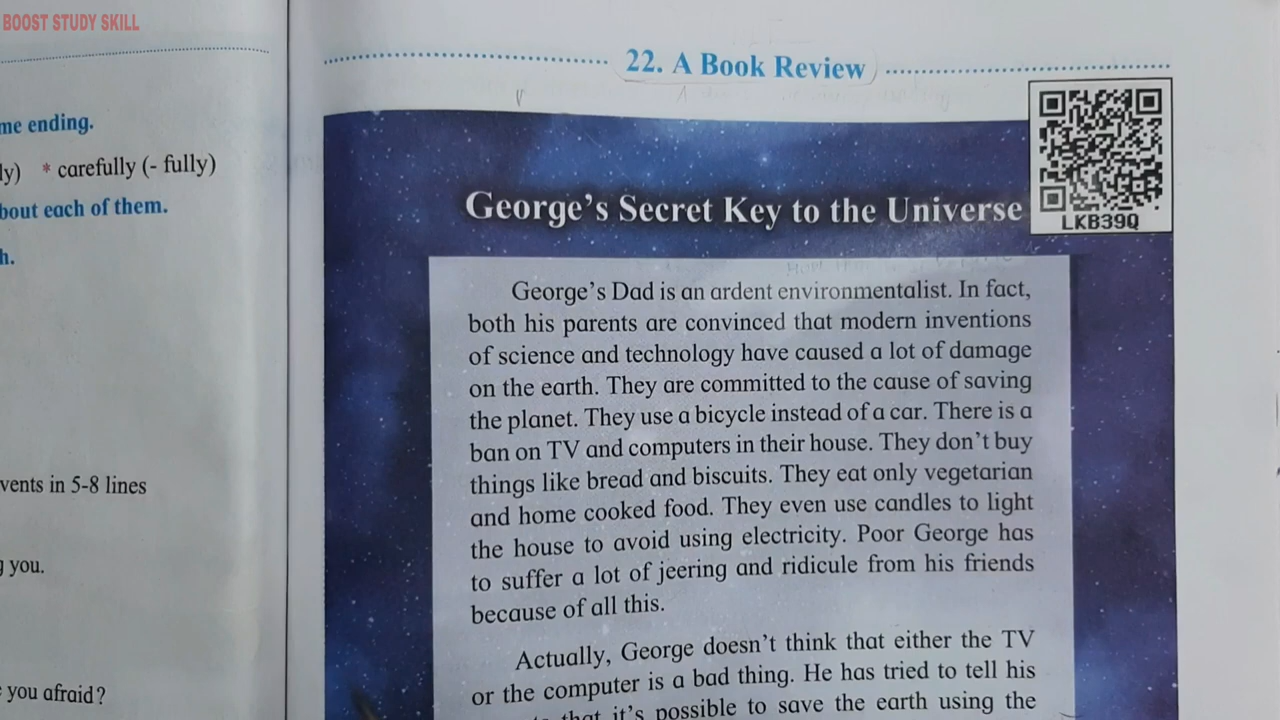 BOOST STUDY SKILL
me ending.
ly) * carefully (- fully)
bout each of them.
h.
vents in 5-8 lines
you.
you afraid?
22. A Book Review
LKB39Q
George's Secret Key to the Universe
George's Dad is an ardent environmentalist. In fact,
both his parents are convinced that modern inventions
of science and technology have caused a lot of damage
on the earth. They are committed to the cause of saving
the planet. They use a bicycle instead of a car. There is a
ban on TV and computers in their house. They don't buy
things like bread and biscuits. They eat only vegetarian
and home cooked food. They even use candles to light
the house to avoid using electricity. Poor George has
to suffer a lot of jeering and ridicule from his friends
because of all this.
Actually, George doesn't think that either the TV
or the computer is a bad thing. He has tried to tell his
that it's possible to save the earth using the